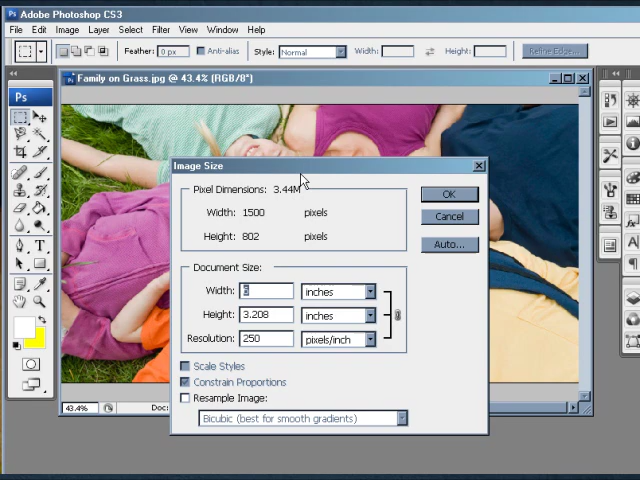 Ps Adobe Photoshop CS3
File Edit Image Layer Select Filter View Window Help
Feather: 0 px Anti-alias Style: Normal Width: Height: Refine Edge...
Family on Grass.jpg @ 43.4% (RGB/8*)
Ps
Image Size
Pixel Dimensions: 3.44M
OK
Width: 1500 pixels
Cancel
Height: 802 pixels
Auto...
Document Size:
Width: 6 inches
Height: 3.208 inches
Resolution: 250 pixels/inch
Scale Styles
Constrain Proportions
Resample Image:
43.4% Doc:
Bicubic (best for smooth gradients)